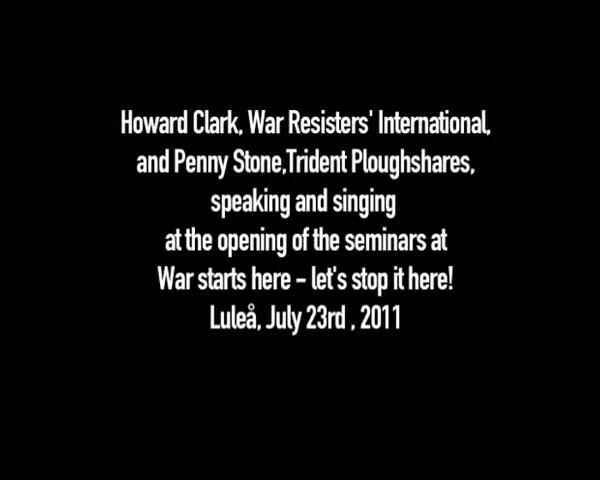 Howard Clark, War Resisters' International,
and Penny Stone,Trident Ploughshares,
speaking and singing
at the opening of the seminars at
War starts here – let's stop it here!
Luleå, July 23rd , 2011